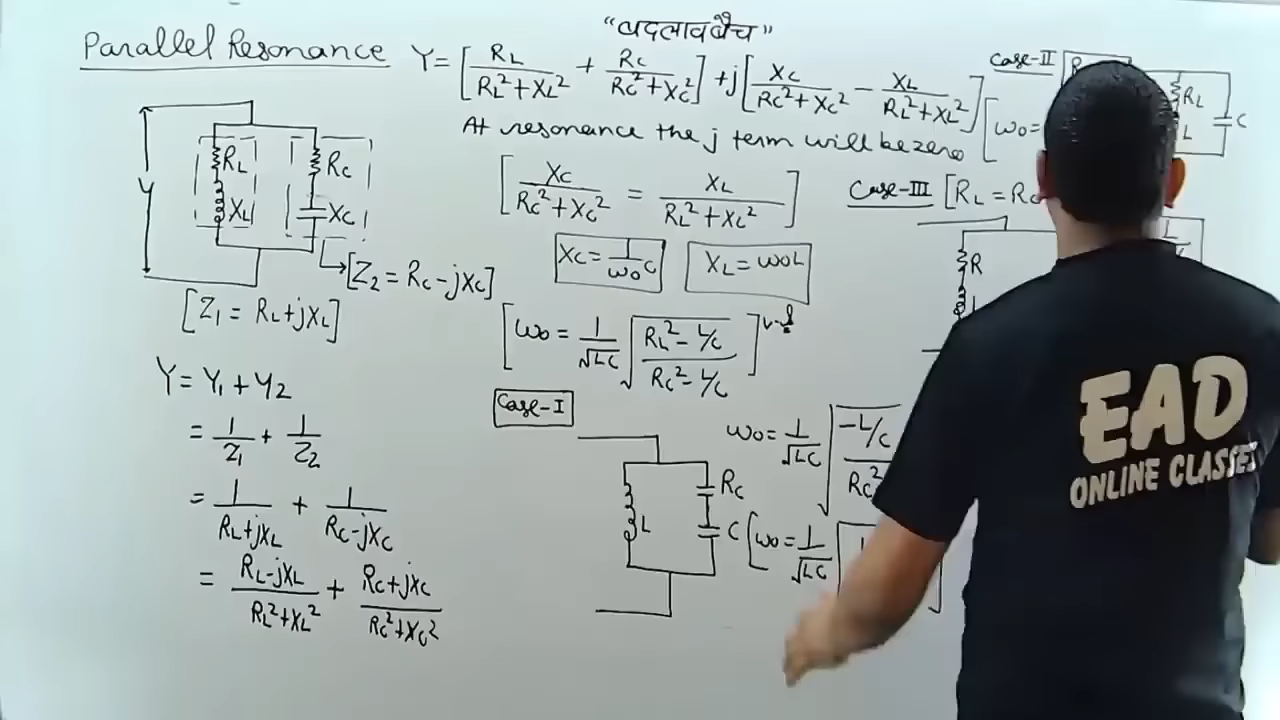 "बदलाव बैच"
Parallel Resonance
Y = [RL/(RL²+XL²) + RC/(RC²+XC²)] + j[XC/(RC²+XC²) - XL/(RL²+XL²)]
At resonance the j term will be zero
[XC/(RC²+XC²) = XL/(RL²+XL²)]
XC = 1/ω0C
XL = ω0L
[ω0 = 1/√LC √((RL²-L/C)/(RC²-L/C))]
Y
RL
XL
RC
XC
[Z2 = RC-jXC]
[Z1 = RL+jXL]
Y = Y1+Y2
= 1/Z1 + 1/Z2
= 1/(RL+jXL) + 1/(RC-jXC)
= (RL-jXL)/(RL²+XL²) + (RC+jXC)/(RC²+XC²)
Case-I
L
RC
C
ω0 = 1/√LC √(-L/C / RC²
[ω0 = 1/√LC
Case-II
RL
L
C
[ω0=
Case-III [RL = RC
R
EAD
ONLINE CLASSES